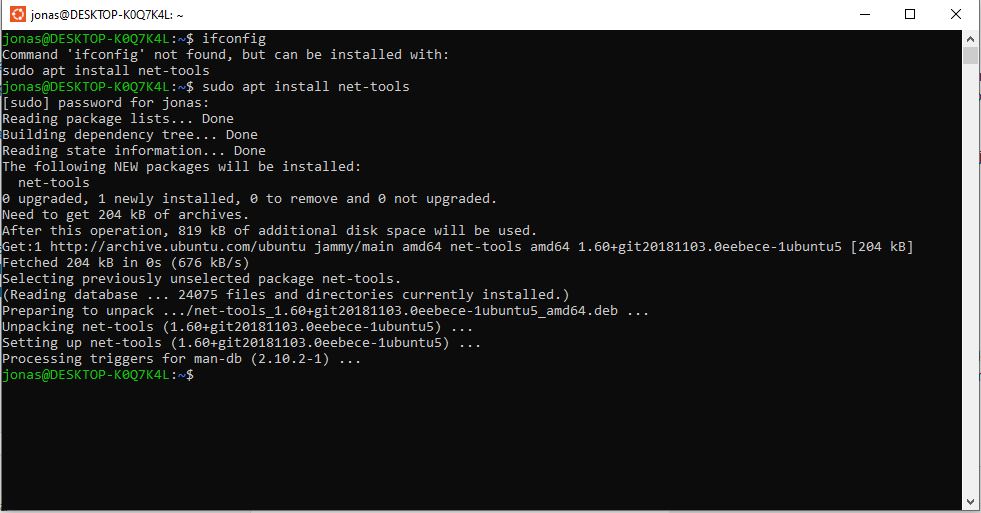 jonas@DESKTOP-K0Q7K4L: ~
jonas@DESKTOP-K0Q7K4L:~$ ifconfig
Command 'ifconfig' not found, but can be installed with:
sudo apt install net-tools
jonas@DESKTOP-K0Q7K4L:~$ sudo apt install net-tools
[sudo] password for jonas:
Reading package lists... Done
Building dependency tree... Done
Reading state information... Done
The following NEW packages will be installed:
  net-tools
0 upgraded, 1 newly installed, 0 to remove and 0 not upgraded.
Need to get 204 kB of archives.
After this operation, 819 kB of additional disk space will be used.
Get:1 http://archive.ubuntu.com/ubuntu jammy/main amd64 net-tools amd64 1.60+git20181103.0eebece-1ubuntu5 [204 kB]
Fetched 204 kB in 0s (676 kB/s)
Selecting previously unselected package net-tools.
(Reading database ... 24075 files and directories currently installed.)
Preparing to unpack .../net-tools_1.60+git20181103.0eebece-1ubuntu5_amd64.deb ...
Unpacking net-tools (1.60+git20181103.0eebece-1ubuntu5) ...
Setting up net-tools (1.60+git20181103.0eebece-1ubuntu5) ...
Processing triggers for man-db (2.10.2-1) ...
jonas@DESKTOP-K0Q7K4L:~$